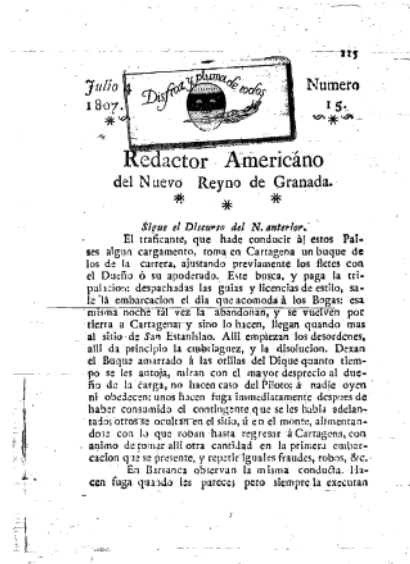 115
Julio 4
1807.
Disfraz y pluma de todos
Numero
15.
Redactor Americáno
del Nuevo Reyno de Granada.
Sigue el Discurso del N. anterior.
El traficante, que hade conducir à estos Pai-
ses algun cargamento, toma en Cartagena un buque de
los de la carrera, ajustando previamente los fletes con
el Dueño ó su apoderado. Este busca, y paga la tri-
pulacion: despachadas las guias y licencias de estilo, sa-
le la embarcacion el dia que acomoda à los Bogas: esa
misma noche tal vez la abandonan, y se vuelven por
tierra a Cartagena; y sino lo hacen, llegan quando mas
al sitio de San Estanislao. Alli empiezan los desordenes,
alli da principio la embriaguez, y la disolucion. Dexan
el Buque amarrado à las orillas del Dique quanto tiem-
po se les antoja, miran con el mayor desprecio al due-
ño de la carga, no hacen caso del Piloto; á nadie oyen
ni obedecen: unos hacen fuga immediatamente despues de
haber consumido el contingente que se les habia adelan-
tado; otros se ocultan en el sitio, ú en el monte, alimentan-
dose con lo que roban hasta regresar à Cartagena, con
animo de tomar alli otra cantidad en la primera embar-
cacion que se presente, y repetir iguales fraudes, robos, &c.
En Barranca observan la misma conducta. Ha-
cen fuga quando les parece; pero siempre la executan